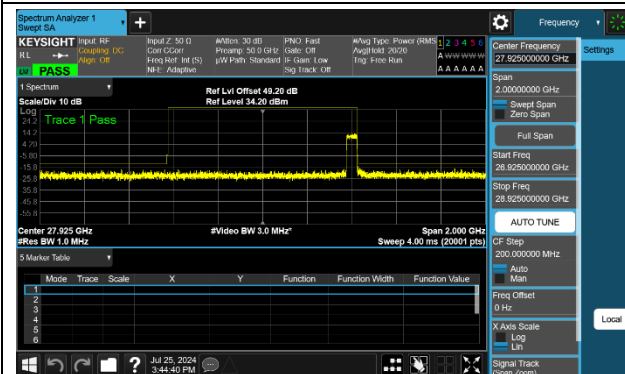 Spectrum Analyzer 1
Swept SA
Frequency
KEYSIGHT
Input: RF
Coupling: DC
Align: Off
Input Z: 50 Ω
Corr CCorr
Freq Ref: Int (S)
NFE: Adaptive
#Atten: 30 dB
Preamp: 50.0 GHz
µW Path: Standard
PNO: Fast
Gate: Off
IF Gain: Low
Sig Track: Off
#Avg Type: Power (RMS)
Avg|Hold: 20/20
Trig: Free Run
1 2 3 4 5 6
A W W W W W
A A A A A A
RL
PASS
1 Spectrum
Scale/Div 10 dB
Ref Lvl Offset 49.20 dB
Ref Level 34.20 dBm
Log
24.2
14.2
4.20
-5.80
-15.8
-25.8
-35.8
-45.8
-55.8
Trace 1 Pass
Center 27.925 GHz
#Res BW 1.0 MHz
#Video BW 3.0 MHz*
Span 2.000 GHz
Sweep 4.00 ms (20001 pts)
5 Marker Table
Mode Trace Scale X Y Function Function Width Function Value
1
2
3
4
5
6
Jul 25, 2024
3:44:40 PM
Center Frequency
27.925000000 GHz
Settings
Span
2.00000000 GHz
Swept Span
Zero Span
Full Span
Start Freq
26.925000000 GHz
Stop Freq
28.925000000 GHz
AUTO TUNE
CF Step
200.000000 MHz
Auto
Man
Freq Offset
0 Hz
X Axis Scale
Log
Lin
Local
Signal Track
(Span Zoom)